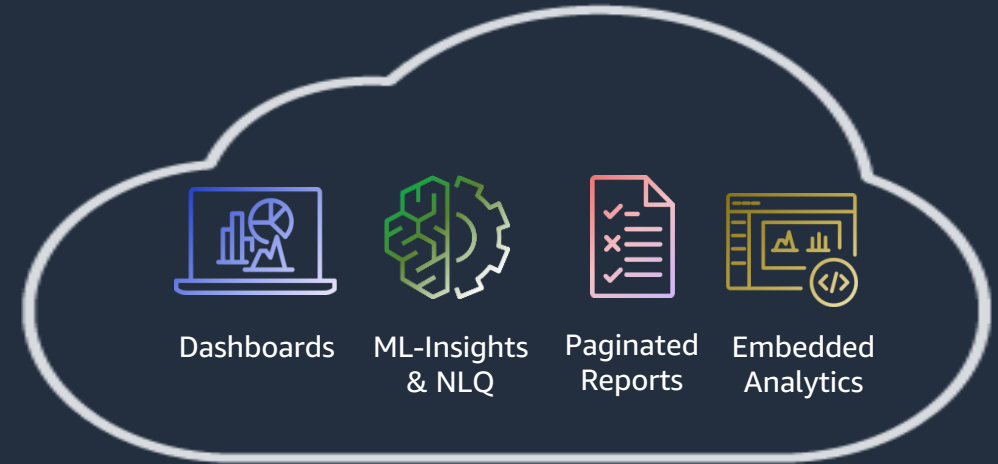 Dashboards
ML-Insights
& NLQ
Paginated
Reports
Embedded
Analytics